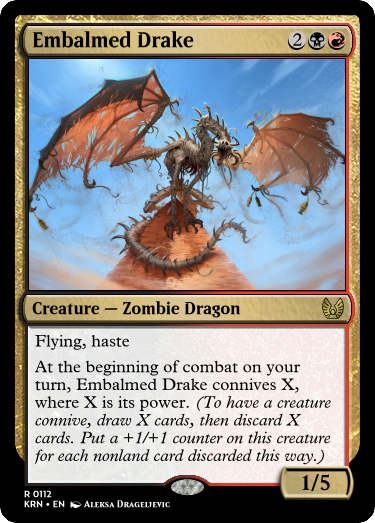 Embalmed Drake 2
Creature — Zombie Dragon
Flying, haste
At the beginning of combat on your
turn, Embalmed Drake connives X,
where X is its power. (To have a creature
connive, draw X cards, then discard X
cards. Put a +1/+1 counter on this creature
for each nonland card discarded this way.)
1/5
R 0112
KRN • EN Aleksa Drageljevic